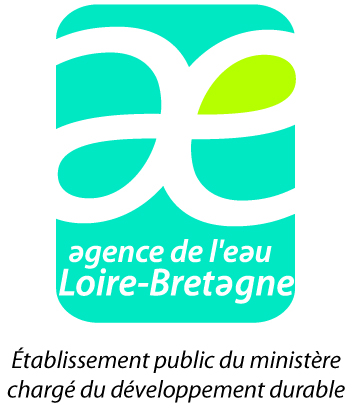 æ
agence de l'eau
Loire-Bretagne
Établissement public du ministère
chargé du développement durable